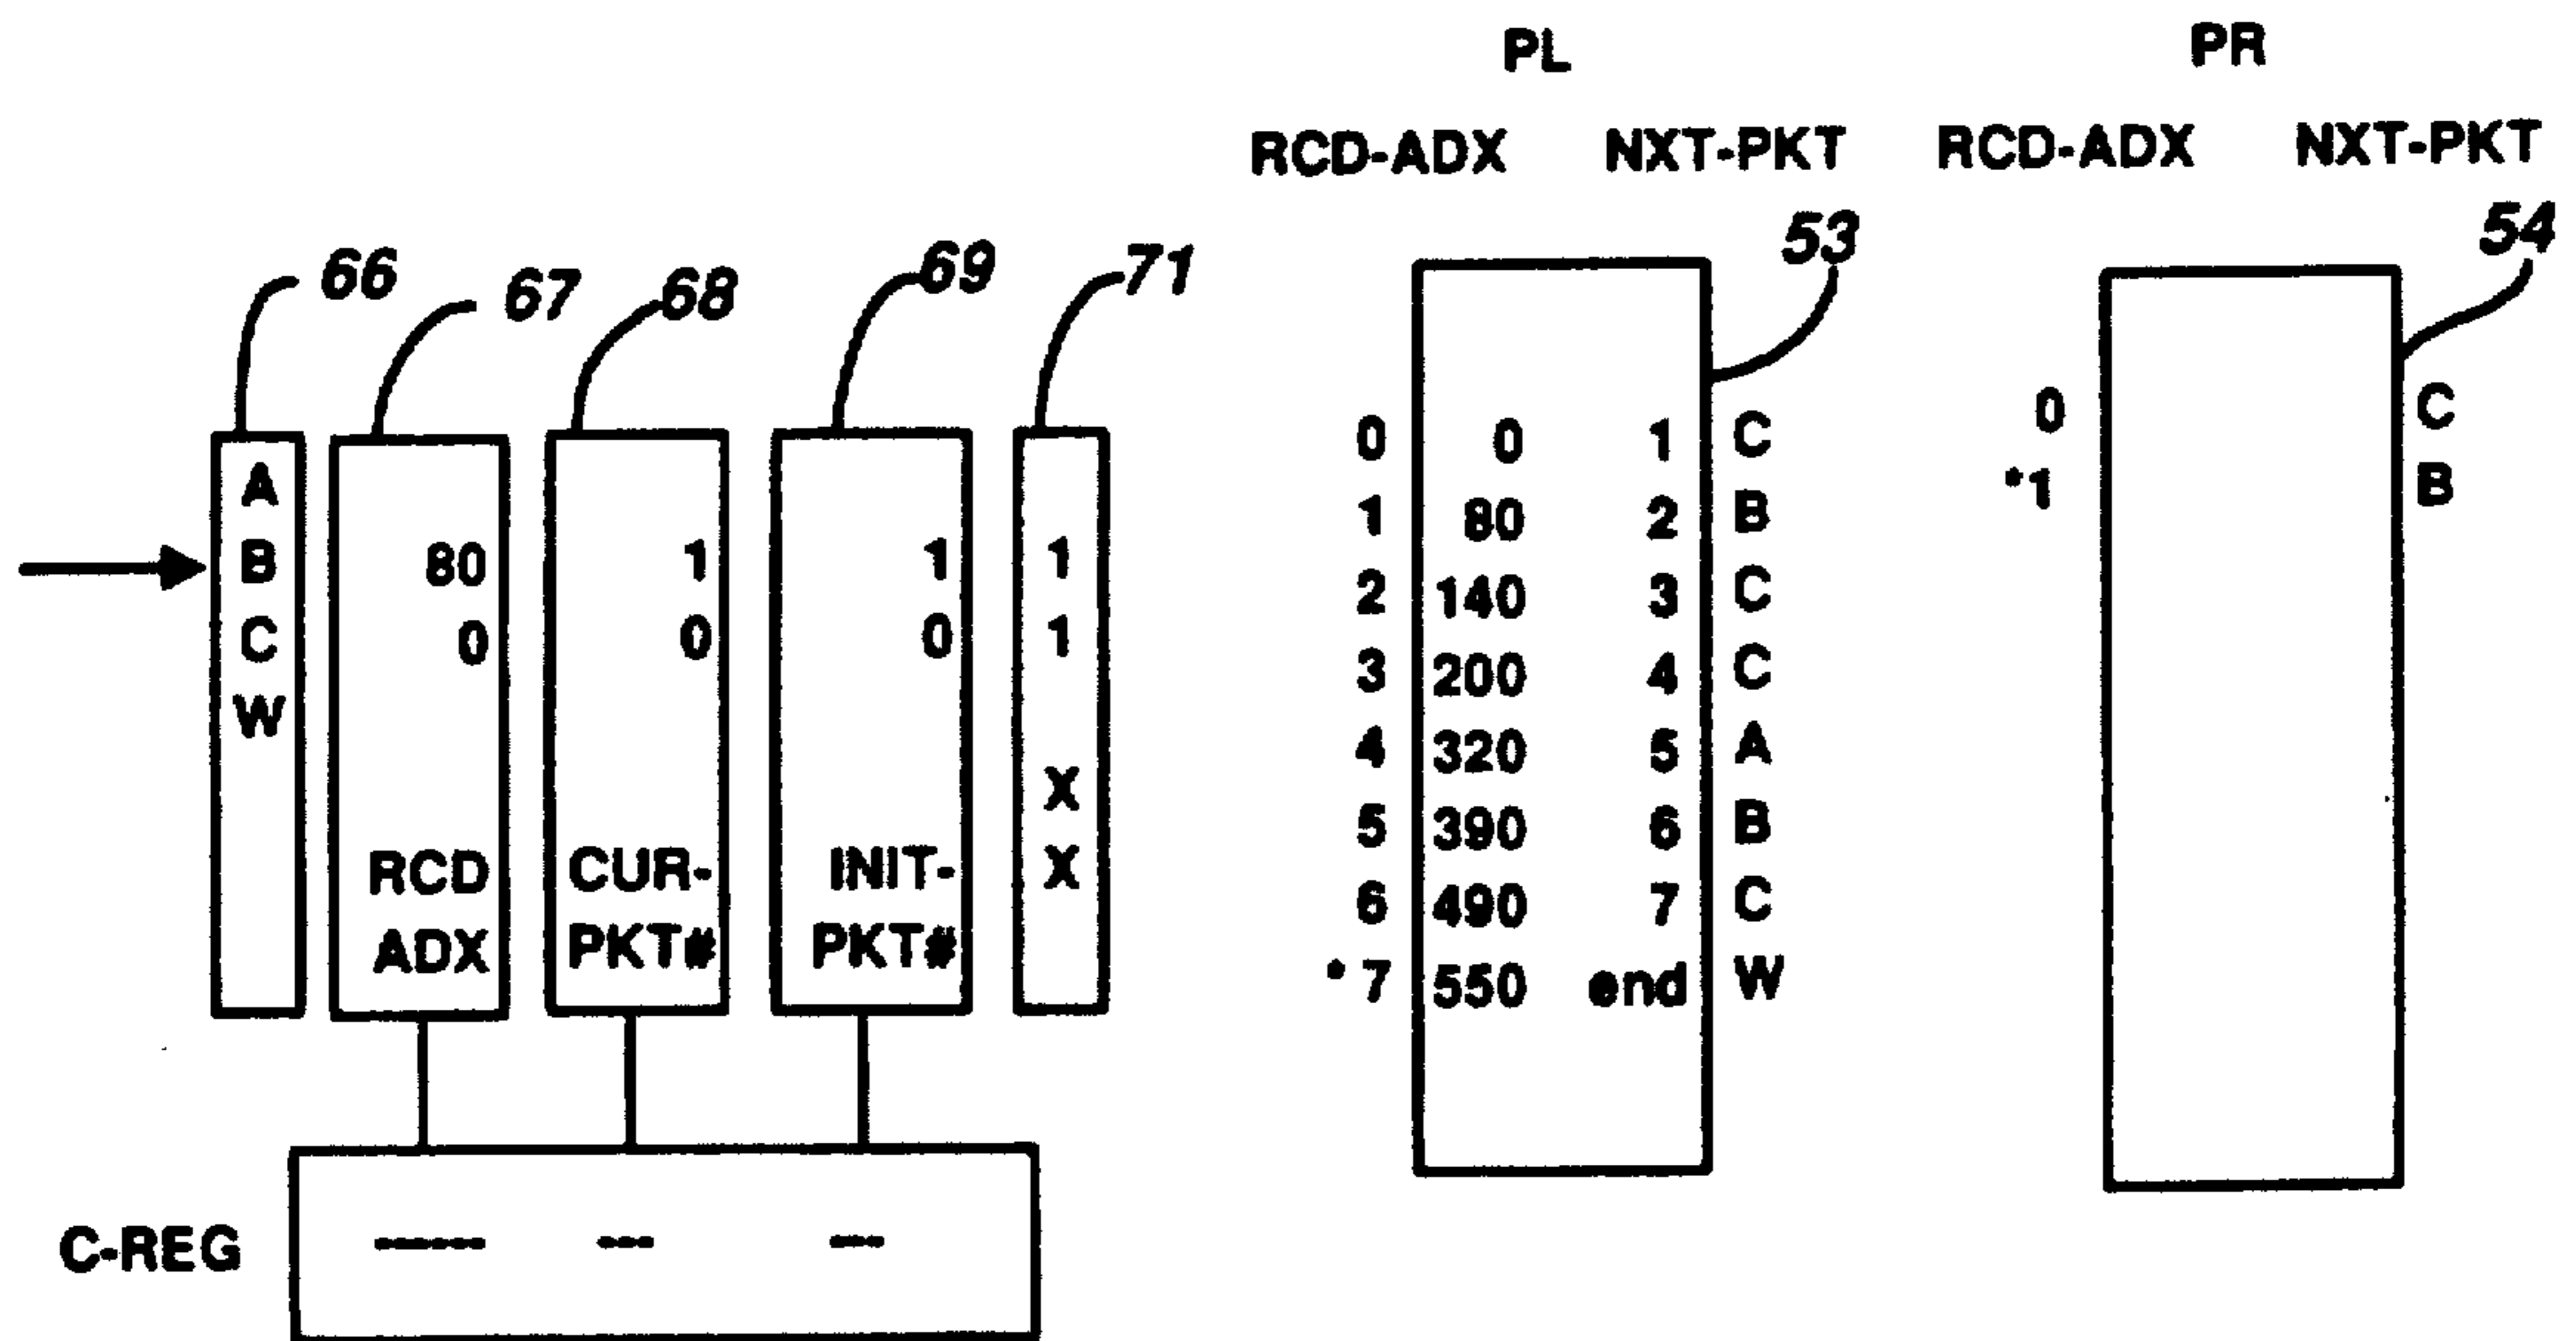 PL PR
RCD-ADX NXT-PKT RCD-ADX NXT-PKT
66 67 68 69 71 53 54
A
B 80 1 1 1
C 0 0 0 1
W
X
RCD CUR- INIT- X
ADX PKT# PKT#
C-REG ----- --- ---
0 0 1 C
1 80 2 B
2 140 3 C
3 200 4 C
4 320 5 A
5 390 6 B
6 490 7 C
*7 550 end W
0 C
*1 B